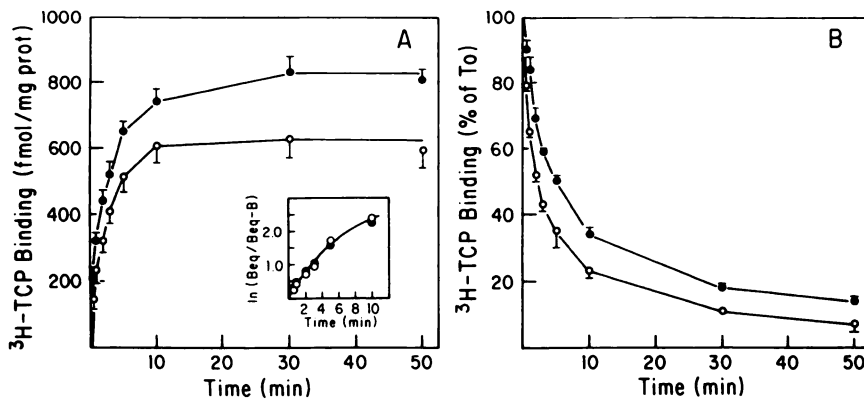 A
³H-TCP Binding (fmol/mg prot)
1000
800
600
400
200
10 20 30 40 50
Time (min)
ln (Beq/Beq-B)
2.0
1.0
2 4 6 8 10
Time (min)
B
³H-TCP Binding (% of To)
100
80
60
40
20
10 20 30 40 50
Time (min)